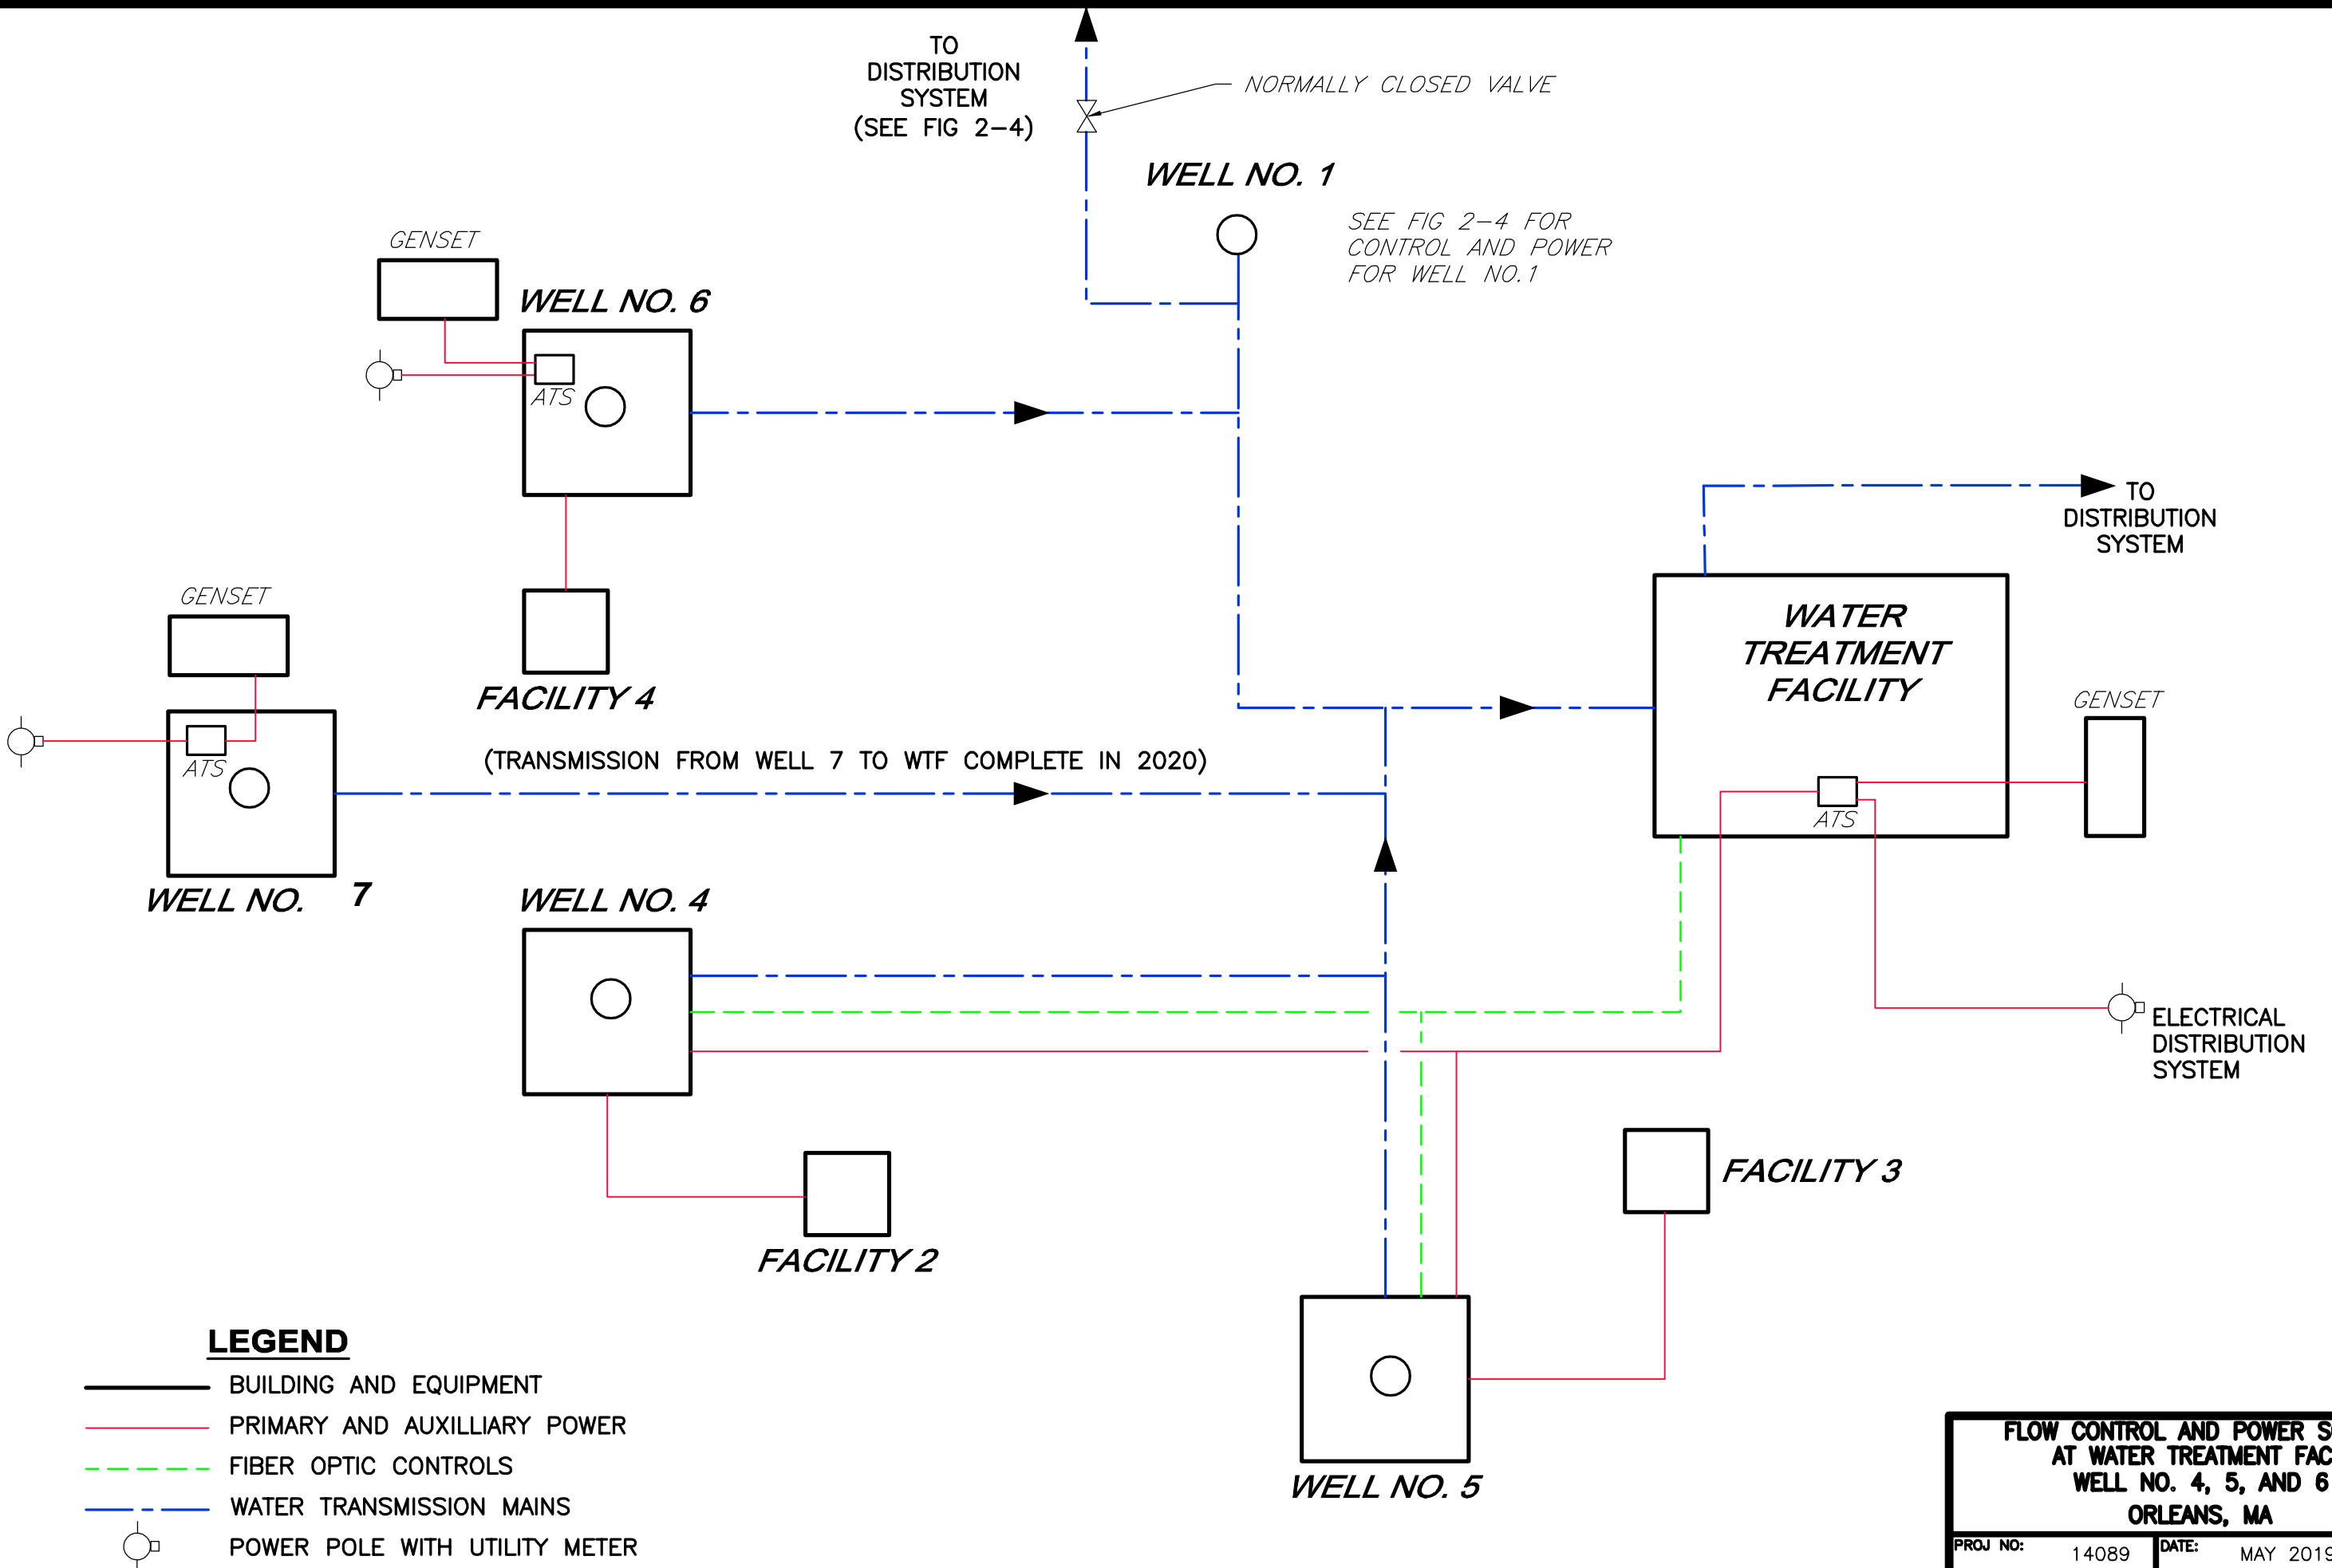 TO
DISTRIBUTION
SYSTEM
(SEE FIG 2-4)
NORMALLY CLOSED VALVE
WELL NO. 1
SEE FIG 2-4 FOR
CONTROL AND POWER
FOR WELL NO.1
GENSET
WELL NO. 6
ATS
TO
DISTRIBUTION
SYSTEM
GENSET
WATER
TREATMENT
FACILITY
FACILITY 4
GENSET
ATS
(TRANSMISSION FROM WELL 7 TO WTF COMPLETE IN 2020)
ATS
WELL NO. 7
WELL NO. 4
ELECTRICAL
DISTRIBUTION
SYSTEM
FACILITY 3
FACILITY 2
WELL NO. 5
LEGEND
BUILDING AND EQUIPMENT
PRIMARY AND AUXILLIARY POWER
FIBER OPTIC CONTROLS
WATER TRANSMISSION MAINS
POWER POLE WITH UTILITY METER
FLOW CONTROL AND POWER
AT WATER TREATMENT
WELL NO. 4, 5, AND 6
ORLEANS, MA
PROJ NO: 14089 DATE: MAY 2019